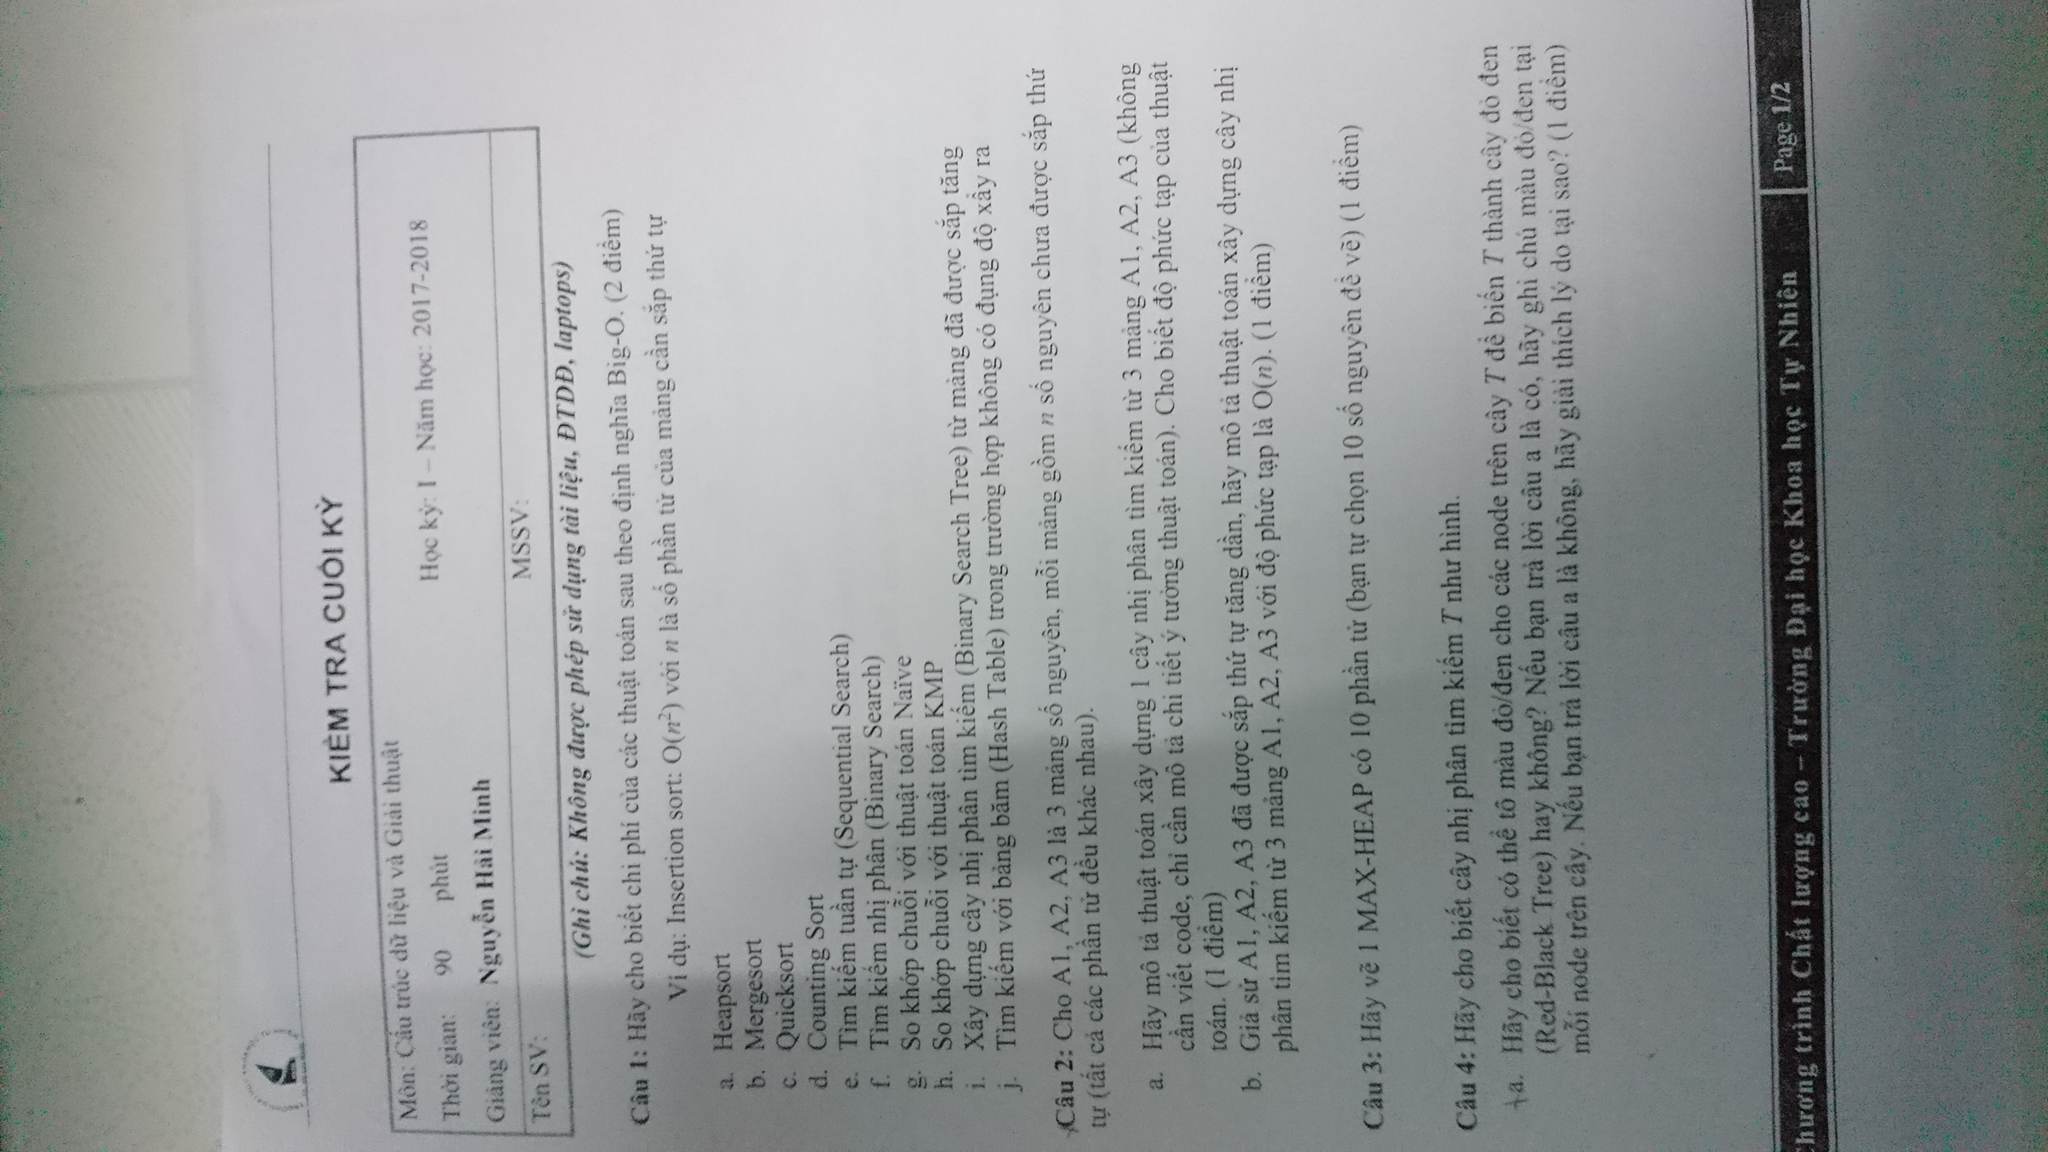 KIỂM TRA CUỐI KỲ
Môn: Cấu trúc dữ liệu và Giải thuật
Thời gian: 90 phút Học kỳ: I – Năm học: 2017-2018
Giảng viên: Nguyễn Hải Minh
Tên SV: MSSV:
(Ghi chú: Không được phép sử dụng tài liệu, ĐTDĐ, laptops)
Câu 1: Hãy cho biết chi phí của các thuật toán sau theo định nghĩa Big-O. (2 điểm)
Ví dụ: Insertion sort: O(n²) với n là số phần tử của mảng cần sắp thứ tự
a. Heapsort
b. Mergesort
c. Quicksort
d. Counting Sort
e. Tìm kiếm tuần tự (Sequential Search)
f. Tìm kiếm nhị phân (Binary Search)
g. So khớp chuỗi với thuật toán Naïve
h. So khớp chuỗi với thuật toán KMP
i. Xây dựng cây nhị phân tìm kiếm (Binary Search Tree) từ mảng đã được sắp tăng
j. Tìm kiếm với bảng băm (Hash Table) trong trường hợp không có đụng độ xẩy ra
Câu 2: Cho A1, A2, A3 là 3 mảng số nguyên, mỗi mảng gồm n số nguyên chưa được sắp thứ
tự (tất cả các phần tử đều khác nhau).
a. Hãy mô tả thuật toán xây dựng 1 cây nhị phân tìm kiếm từ 3 mảng A1, A2, A3 (không
cần viết code, chỉ cần mô tả chi tiết ý tưởng thuật toán). Cho biết độ phức tạp của thuật
toán. (1 điểm)
b. Giả sử A1, A2, A3 đã được sắp thứ tự tăng dần, hãy mô tả thuật toán xây dựng cây nhị
phân tìm kiếm từ 3 mảng A1, A2, A3 với độ phức tạp là O(n). (1 điểm)
Câu 3: Hãy vẽ 1 MAX-HEAP có 10 phần tử (bạn tự chọn 10 số nguyên để vẽ) (1 điểm)
Câu 4: Hãy cho biết cây nhị phân tìm kiếm T như hình.
a. Hãy cho biết có thể tô màu đỏ/đen cho các node trên cây T để biến T thành cây đỏ đen
(Red-Black Tree) hay không? Nếu bạn trả lời câu a là có, hãy ghi chú màu đỏ/đen tại
mỗi node trên cây. Nếu bạn trả lời câu a là không, hãy giải thích lý do tại sao? (1 điểm)
Chương trình Chất lượng cao – Trường Đại học Khoa học Tự Nhiên Page 1/2